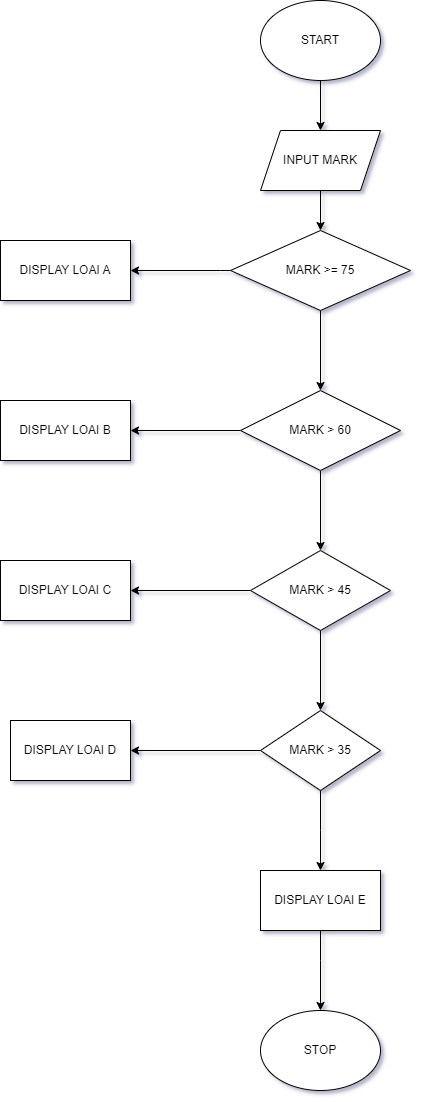 START
INPUT MARK
DISPLAY LOAI A
MARK >= 75
DISPLAY LOAI B
MARK > 60
DISPLAY LOAI C
MARK > 45
DISPLAY LOAI D
MARK > 35
DISPLAY LOAI E
STOP